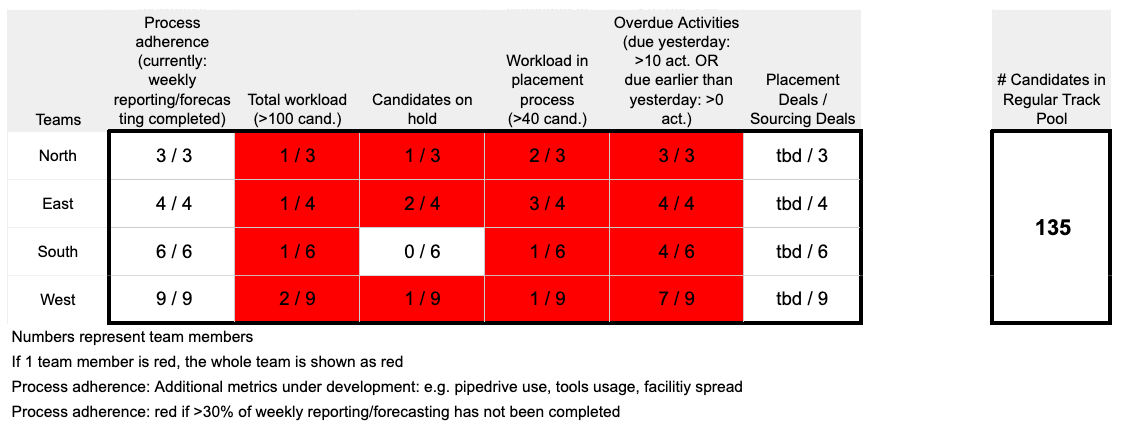 Teams
Process
adherence
(currently:
weekly
reporting/forecas
ting completed)
Total workload
(>100 cand.)
Candidates on
hold
Workload in
placement
process
(>40 cand.)
Overdue Activities
(due yesterday:
>10 act. OR
due earlier than
yesterday: >0
act.)
Placement
Deals /
Sourcing Deals
# Candidates in
Regular Track
Pool
North 3 / 3 1 / 3 1 / 3 2 / 3 3 / 3 tbd / 3
East 4 / 4 1 / 4 2 / 4 3 / 4 4 / 4 tbd / 4
South 6 / 6 1 / 6 0 / 6 1 / 6 4 / 6 tbd / 6
West 9 / 9 2 / 9 1 / 9 1 / 9 7 / 9 tbd / 9
135
Numbers represent team members
If 1 team member is red, the whole team is shown as red
Process adherence: Additional metrics under development: e.g. pipedrive use, tools usage, facilitiy spread
Process adherence: red if >30% of weekly reporting/forecasting has not been completed